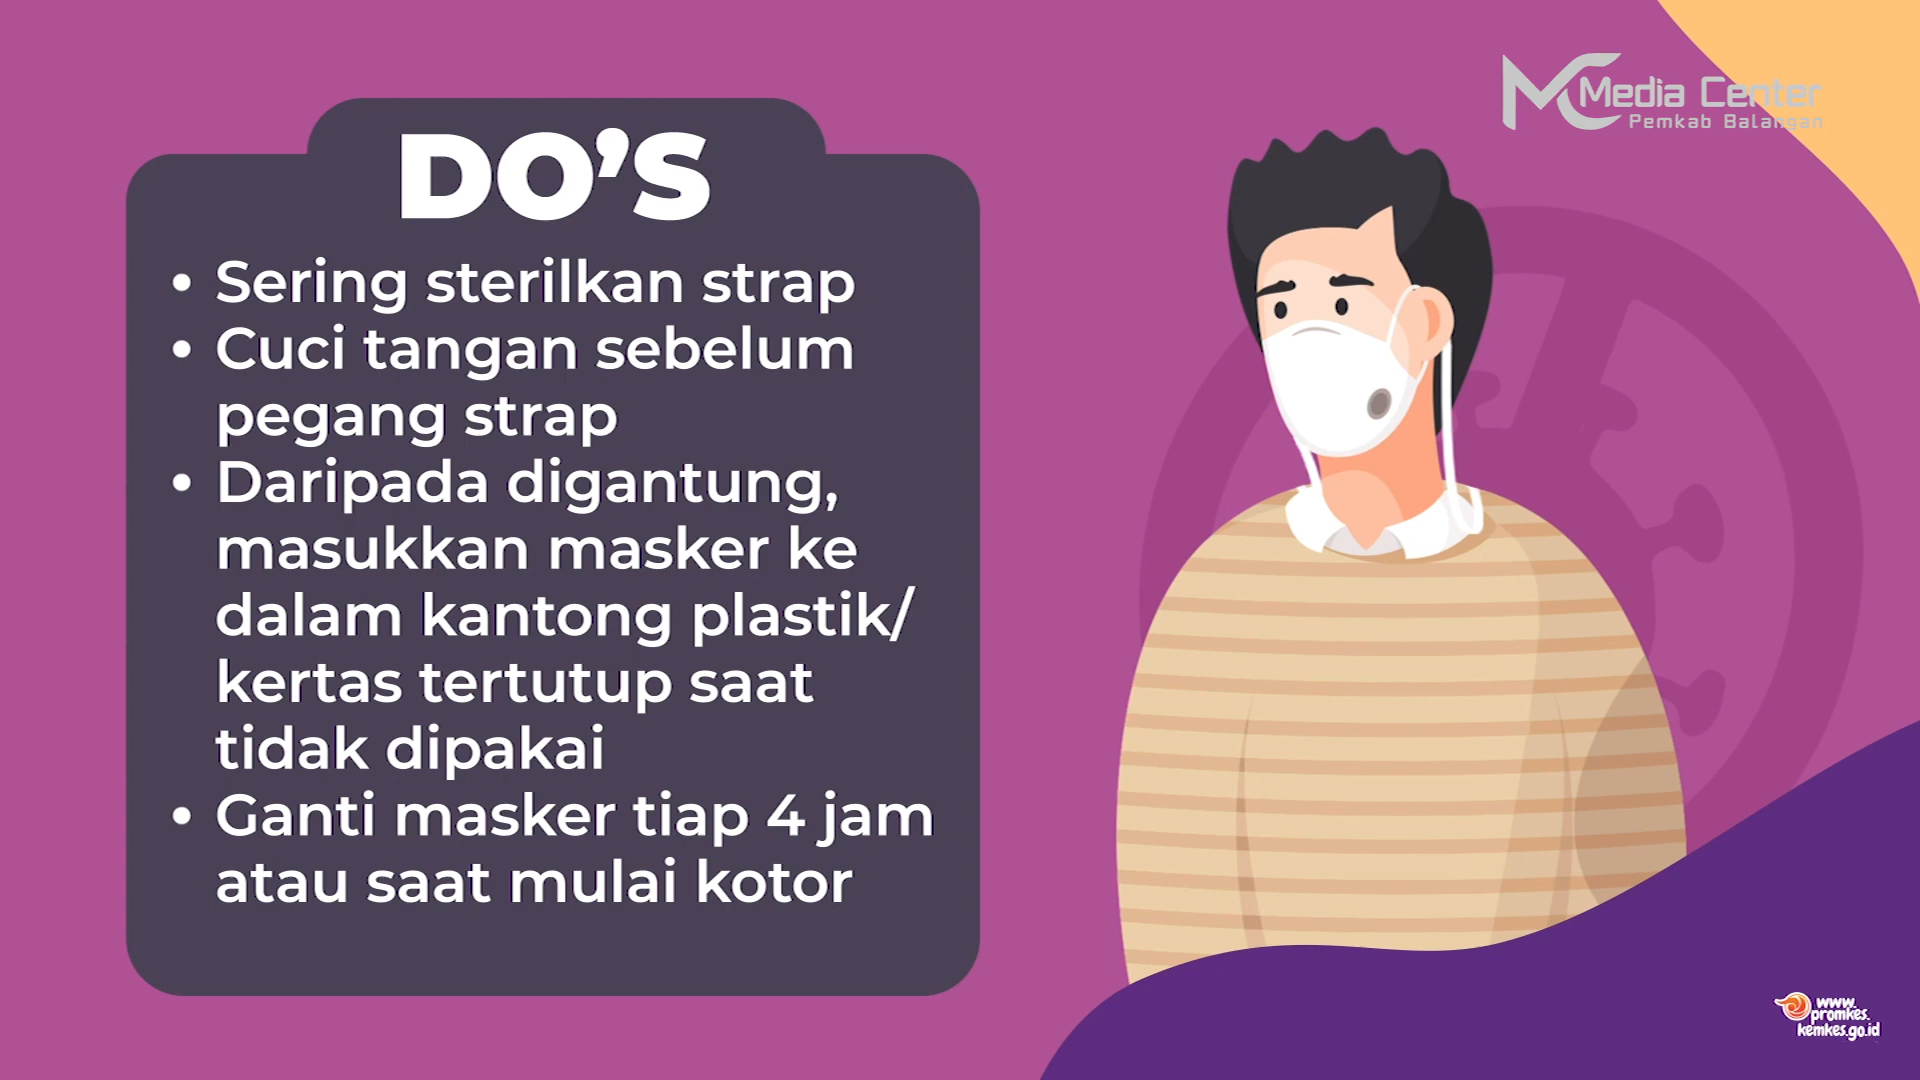 DO'S
• Sering sterilkan strap
• Cuci tangan sebelum
pegang strap
• Daripada digantung,
masukkan masker ke
dalam kantong plastik/
kertas tertutup saat
tidak dipakai
• Ganti masker tiap 4 jam
atau saat mulai kotor
MC Media Center
Pemkab Balangan
www.
promkes.
kemkes.go.id